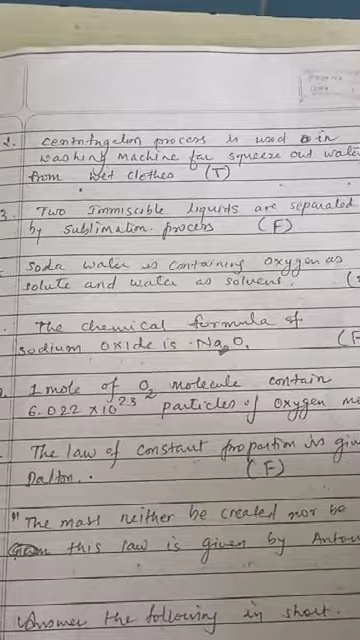 2. centrifugation process is used in
washing machine for squeeze out water
from wet clothes (T)
3. Two Immiscible liquids are separated
by sublimation process (F)
Soda water is containing oxygen as
solute and water as solvent.
The chemical formula of
sodium oxide is Na₂O.
1 mole of O₂ molecule contain
6.022 x 10²³ particles of oxygen
The law of constant proportion is
Dalton. (F)
"The mass neither be created nor be
this law is given by
Answer the following in short.